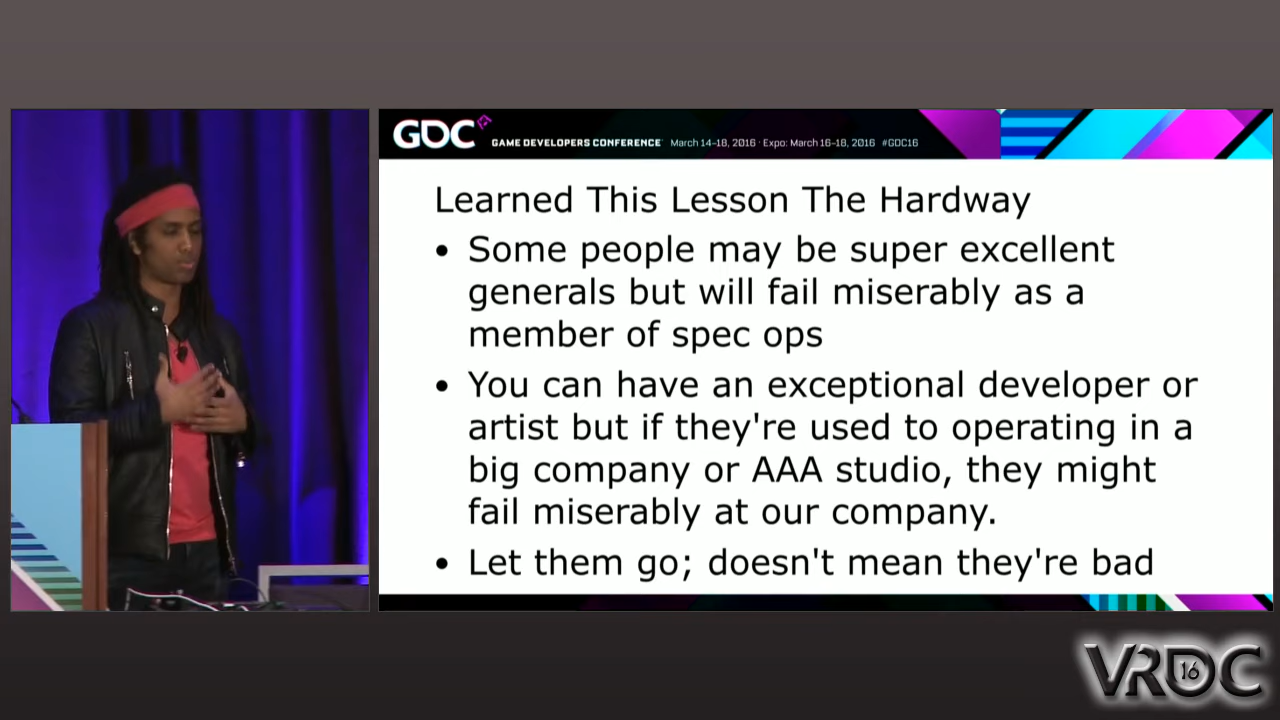 GDC
GAME DEVELOPERS CONFERENCE March 14-18, 2016 · Expo: March 16-18, 2016 #GDC16
Learned This Lesson The Hardway
• Some people may be super excellent
generals but will fail miserably as a
member of spec ops
• You can have an exceptional developer or
artist but if they're used to operating in a
big company or AAA studio, they might
fail miserably at our company.
• Let them go; doesn't mean they're bad
VRDC
16